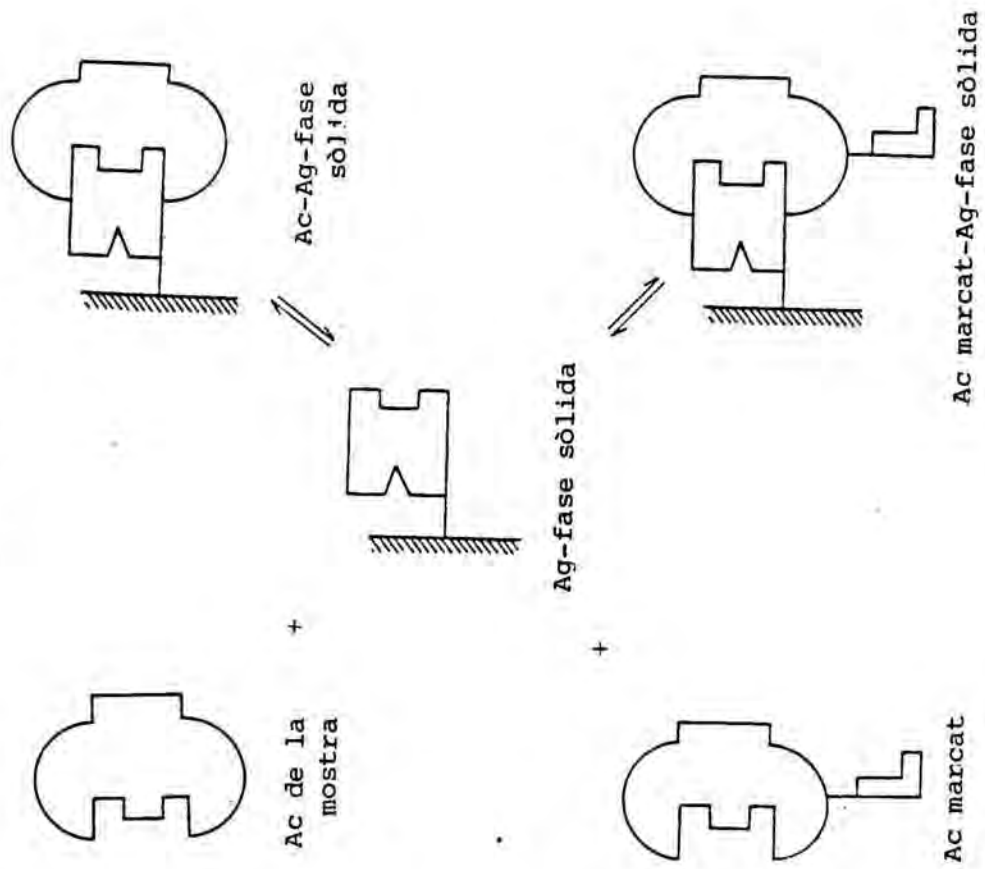 Ac de la
mostra
+
Ac-Ag-fase
sòlida
Ag-fase sòlida
+
Ac marcat
Ac marcat-Ag-fase sòlida